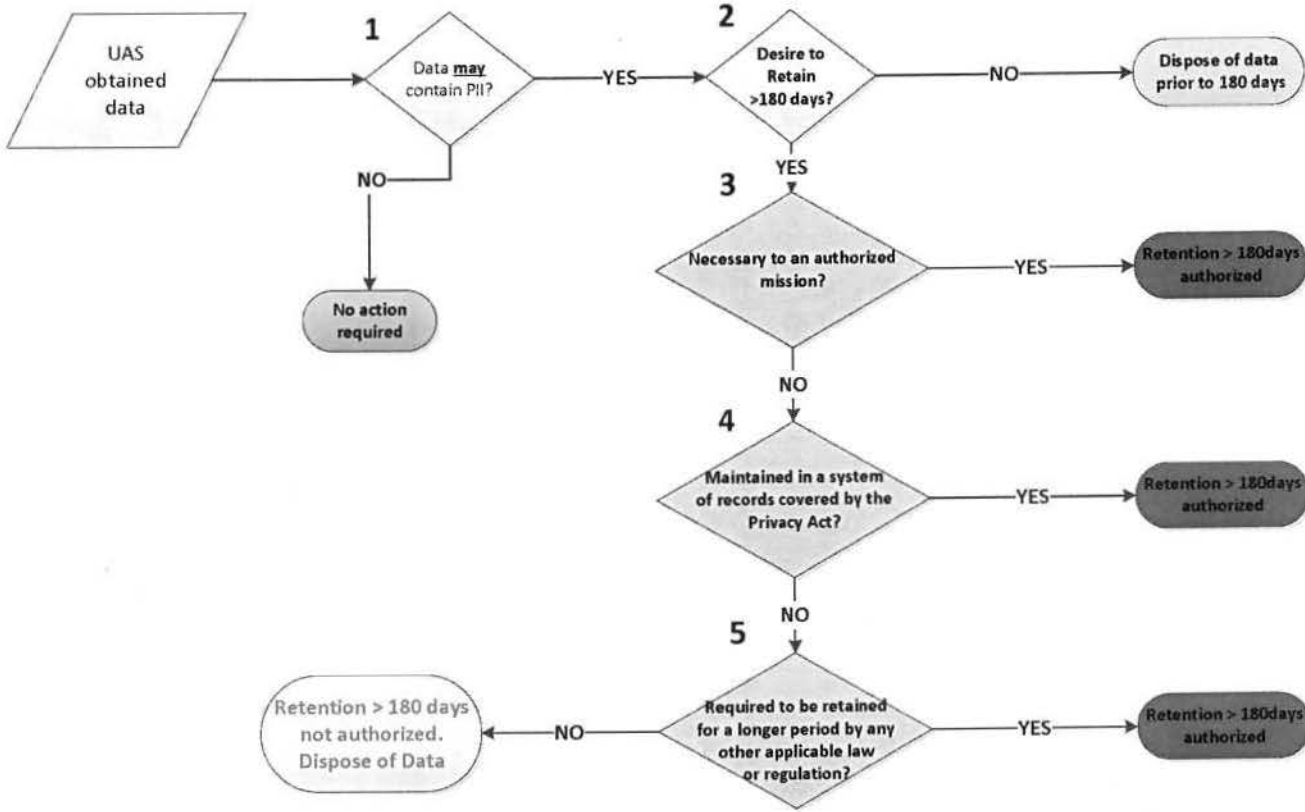 UAS
obtained
data
1
Data may
contain PII?
YES
2
Desire to
Retain
>180 days?
NO
Dispose of data
prior to 180 days
NO
No action
required
YES
3
Necessary to an authorized
mission?
YES
Retention > 180days
authorized
NO
4
Maintained in a system
of records covered by the
Privacy Act?
YES
Retention > 180days
authorized
NO
5
Required to be retained
for a longer period by any
other applicable law
or regulation?
YES
Retention > 180days
authorized
NO
Retention > 180 days
not authorized.
Dispose of Data